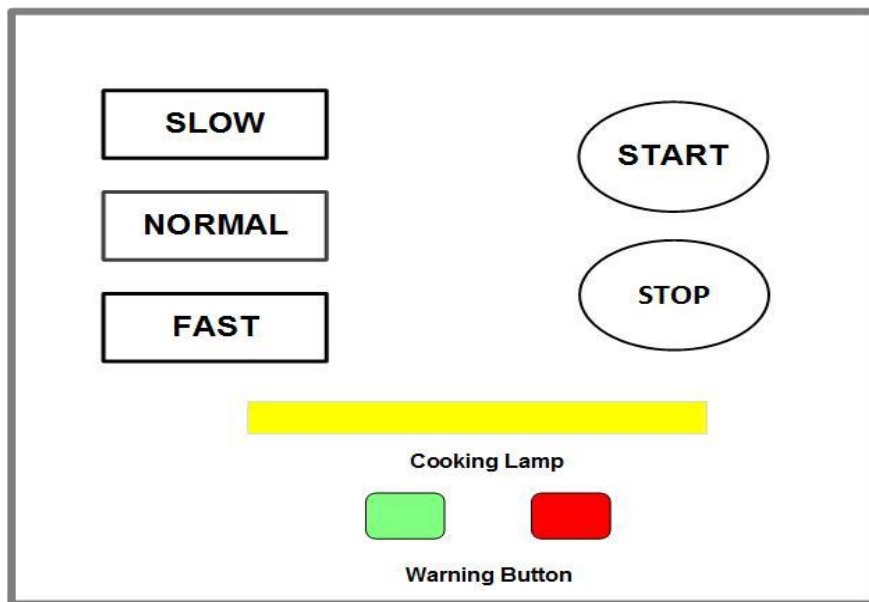 SLOW
NORMAL
FAST
START
STOP
Cooking Lamp
Warning Button